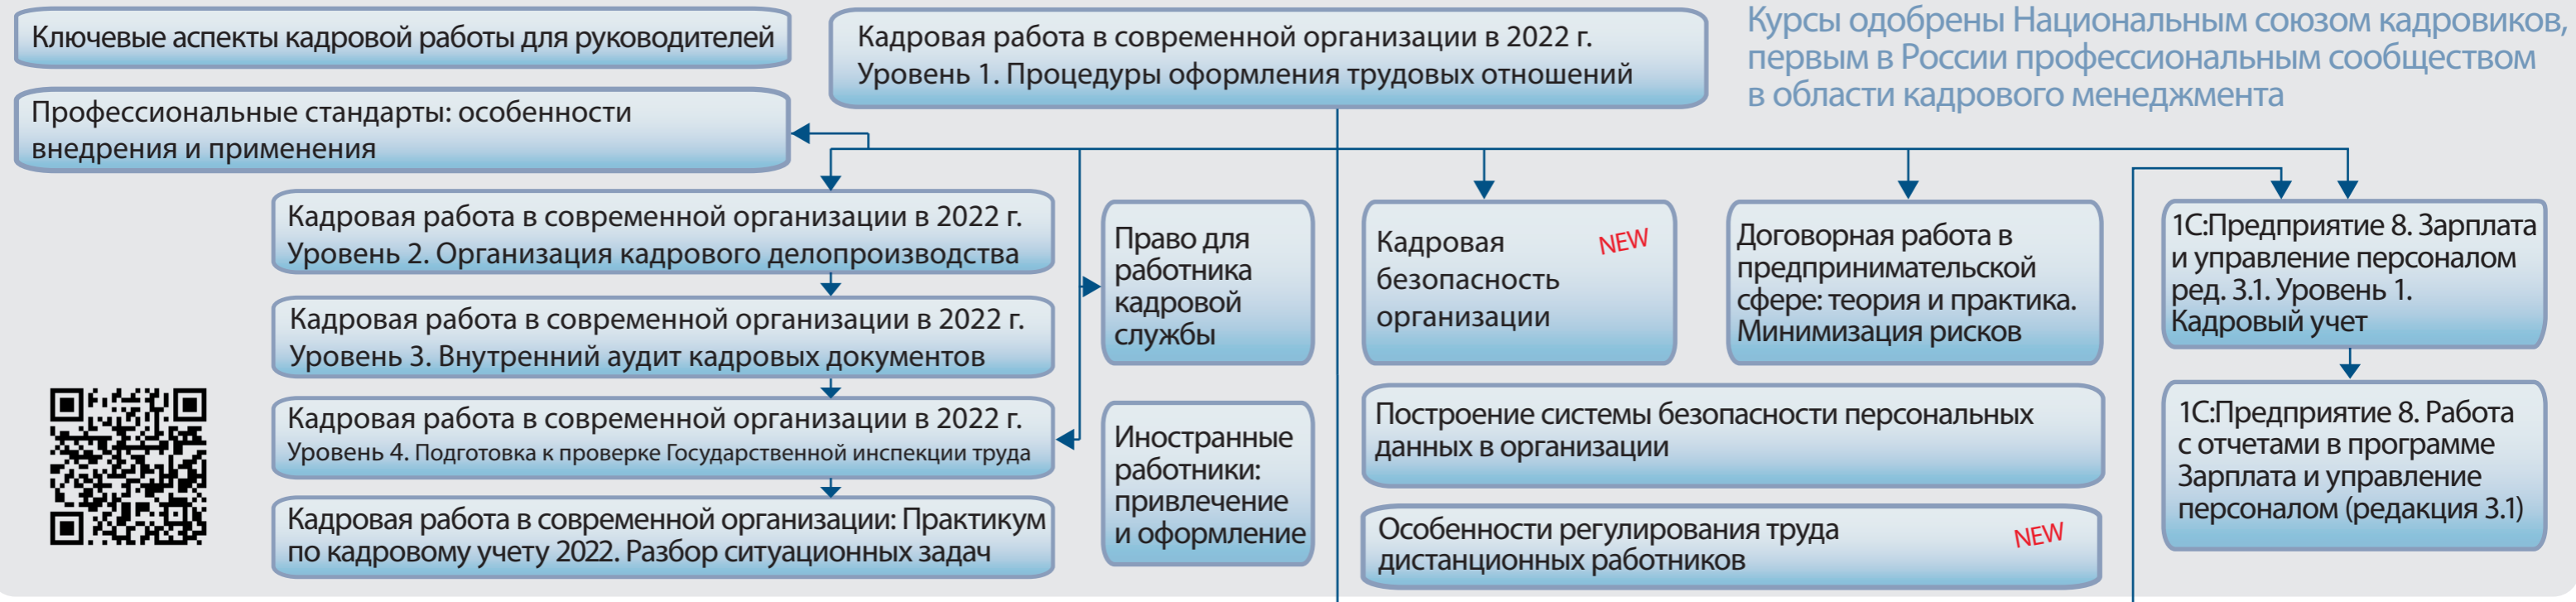 Ключевые аспекты кадровой работы для руководителей
Кадровая работа в современной организации в 2022 г.
Уровень 1. Процедуры оформления трудовых отношений
Курсы одобрены Национальным союзом кадровиков,
первым в России профессиональным сообществом
в области кадрового менеджмента
Профессиональные стандарты: особенности
внедрения и применения
Кадровая работа в современной организации в 2022 г.
Уровень 2. Организация кадрового делопроизводства
Кадровая работа в современной организации в 2022 г.
Уровень 3. Внутренний аудит кадровых документов
Кадровая работа в современной организации в 2022 г.
Уровень 4. Подготовка к проверке Государственной инспекции труда
Кадровая работа в современной организации: Практикум
по кадровому учету 2022. Разбор ситуационных задач
Право для
работника
кадровой
службы
Иностранные
работники:
привлечение
и оформление
Кадровая
безопасность
организации
NEW
Договорная работа в
предпринимательской
сфере: теория и практика.
Минимизация рисков
Построение системы безопасности персональных
данных в организации
Особенности регулирования труда
дистанционных работников
NEW
1С:Предприятие 8. Зарплата
и управление персоналом
ред. 3.1. Уровень 1.
Кадровый учет
1С:Предприятие 8. Работа
с отчетами в программе
Зарплата и управление
персоналом (редакция 3.1)